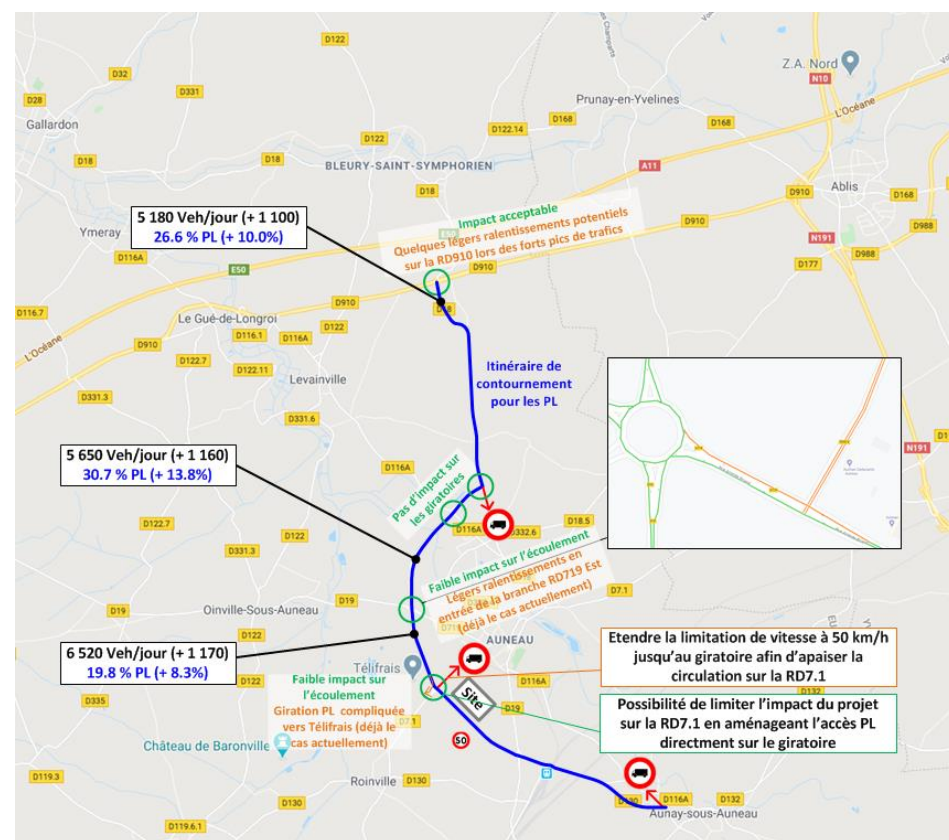 D122
Z.A. Nord
N10
D32
D331
Prunay-en-Yvelines
L'Océane
D28
D168
D168
Gallardon
D122
D122.14
D18
D18
BLEURY-SAINT-SYMPHORIEN
A11
Ablis
D18
D910
D168
5 180 Veh/jour (+ 1 100)
26.6 % PL (+ 10.0%)
Impact acceptable
Quelques légers ralentissements potentiels
sur la RD910 lors des forts pics de trafics
E50
D910
D988
Ymeray
N191
D116A
E50
D910
D177
D988
D910
D116.7
Le Gué-de-Longroi
D122
D116.1
D116A
D910
L'Océane
D122.7
D122.11
Itinéraire de
contournement
pour les PL
Levainville
D331.3
D331.6
N191
5 650 Veh/jour (+ 1 160)
30.7 % PL (+ 13.8%)
D116A
Pas d'impact sur
les giratoires
D122.7
D116A
D332.6
D18.5
D122
D331.3
Faible impact sur l'écoulement
Légers ralentissements en
entrée de la branche RD719 Est
(déjà le cas actuellement)
D7.1
D19
Oinville-Sous-Auneau
D19
AUNEAU
D122
6 520 Veh/jour (+ 1 170)
19.8 % PL (+ 8.3%)
Télifrais
D116A
D132
D335
Faible impact sur
l'écoulement
Giration PL compliquée
vers Télifrais (déjà le
cas actuellement)
D7.1
Site
D19
Etendre la limitation de vitesse à 50 km/h
jusqu'au giratoire afin d'apaiser la
circulation sur la RD7.1
Possibilité de limiter l'impact du projet
sur la RD7.1 en aménageant l'accès PL
directment sur le giratoire
50
Château de Baronville
D119.3
Roinville
D130
D130
D130
D116A
D132
Aunay-sous-Auneau
D119.6.1
D130